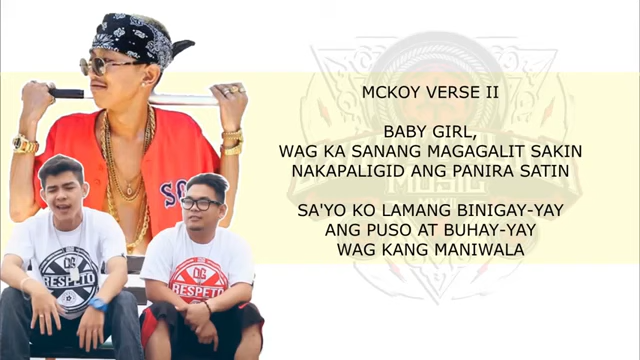 MCKOY VERSE II
BABY GIRL,
WAG KA SANANG MAGAGALIT SAKIN
NAKAPALIGID ANG PANIRA SATIN
SA'YO KO LAMANG BINIGAY-YAY
ANG PUSO AT BUHAY-YAY
WAG KANG MANIWALA
RESPETO
RESPETO
MUSIC